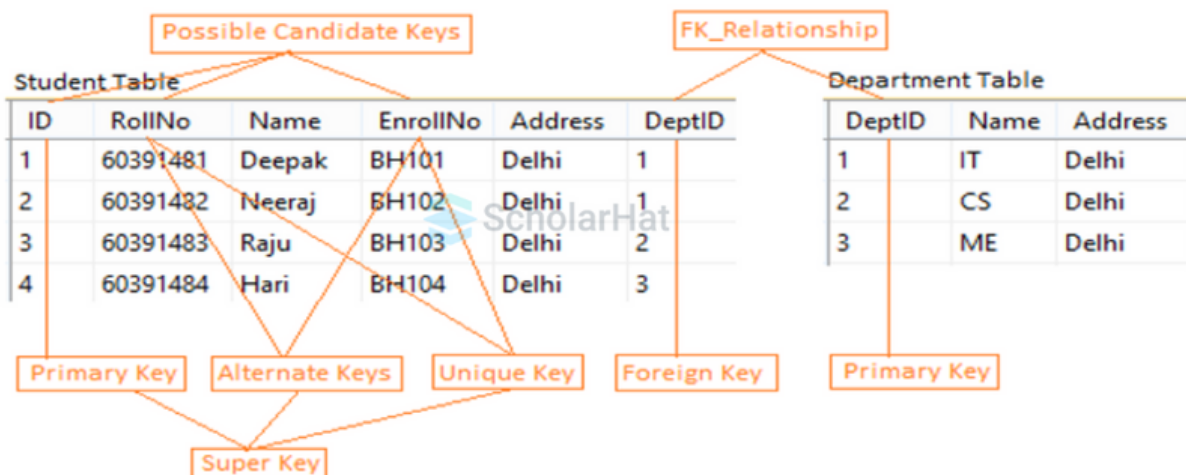 Possible Candidate Keys FK_Relationship
Student Table Department Table
ID RollNo Name EnrollNo Address DeptID DeptID Name Address
1 60391481 Deepak BH101 Delhi 1 1 IT Delhi
2 60391482 Neeraj BH102 Delhi 1 2 CS Delhi
ScholarHat
3 60391483 Raju BH103 Delhi 2 3 ME Delhi
4 60391484 Hari BH104 Delhi 3
Primary Key Alternate Keys Unique Key Foreign Key Primary Key
Super Key